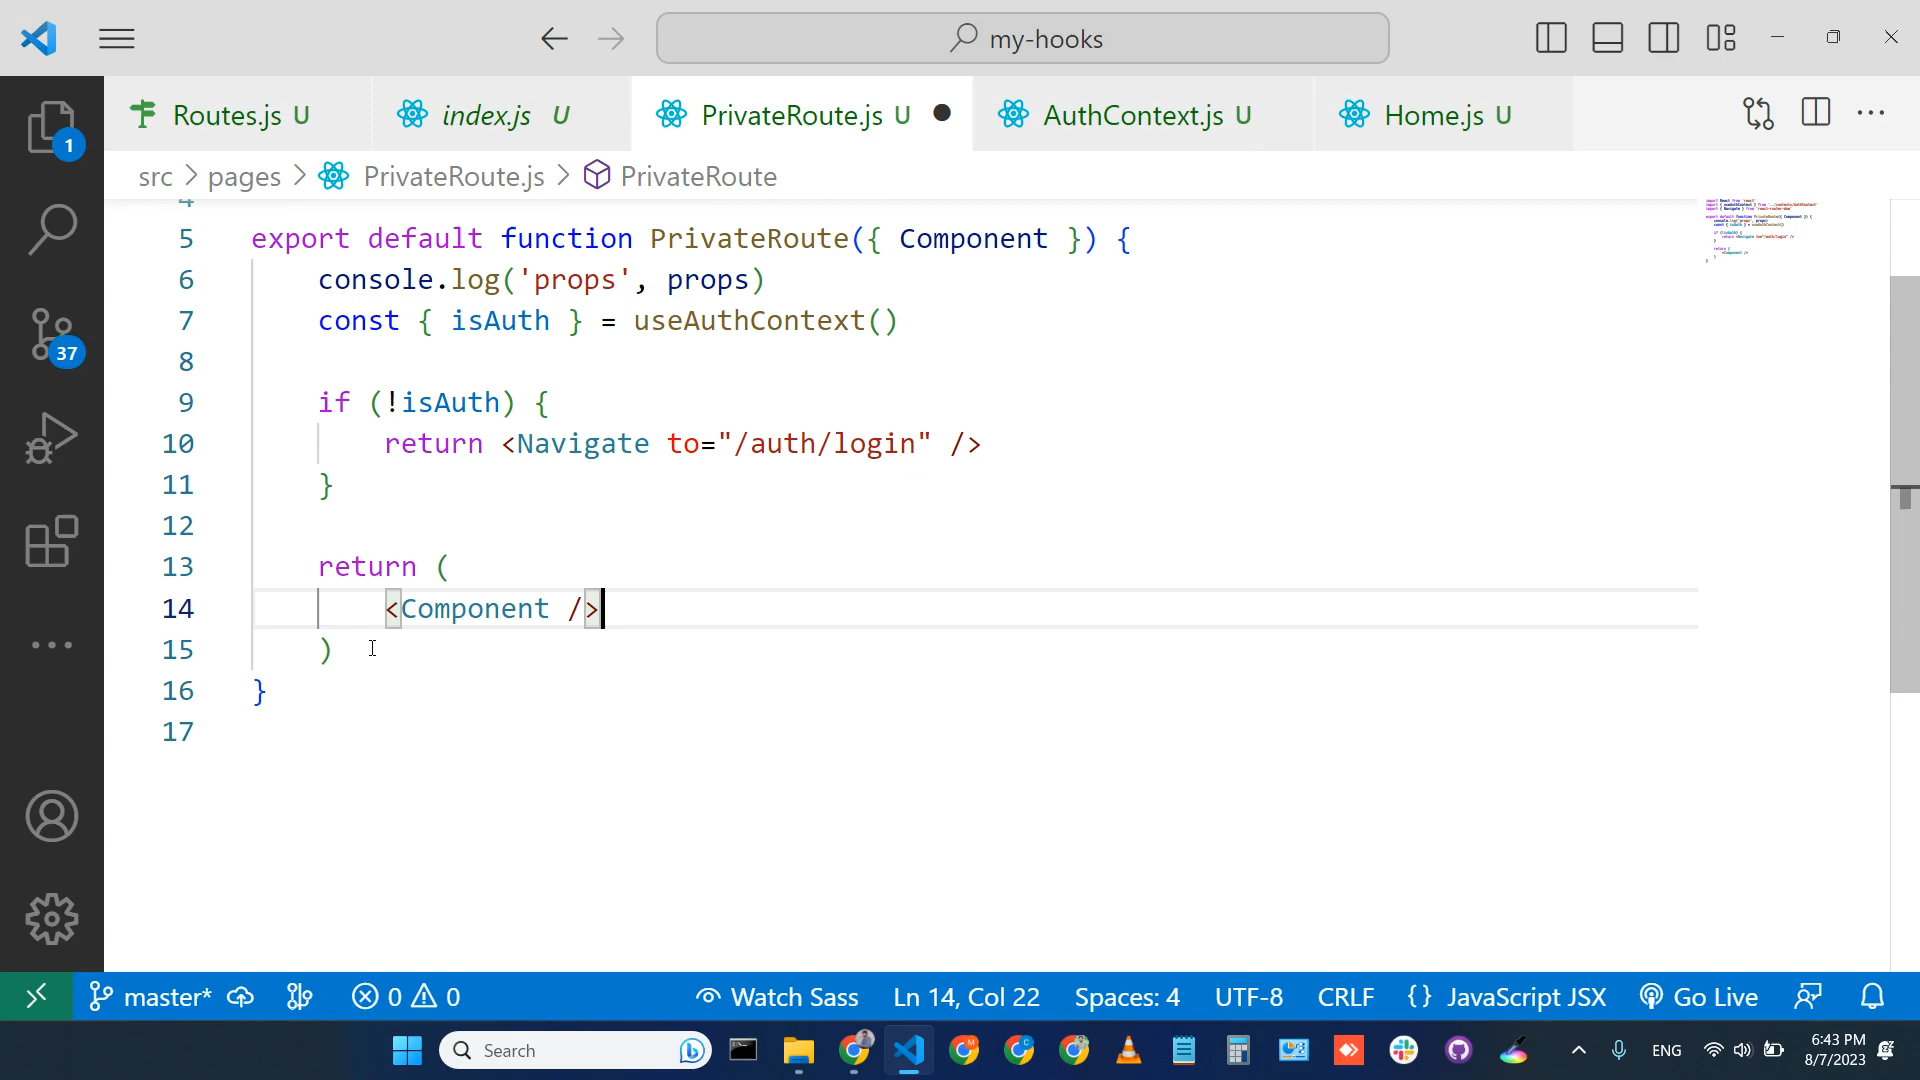 my-hooks
Routes.js U
index.js U
PrivateRoute.js U
AuthContext.js U
Home.js U
src > pages > PrivateRoute.js > PrivateRoute
4
5 export default function PrivateRoute({ Component }) {
6 console.log('props', props)
7 const { isAuth } = useAuthContext()
8
9 if (!isAuth) {
10 return <Navigate to="/auth/login" />
11 }
12
13 return (
14 <Component />
15 )
16 }
17
1
37
master* 0 0 Watch Sass Ln 14, Col 22 Spaces: 4 UTF-8 CRLF {} JavaScript JSX Go Live
Search
ENG
6:43 PM
8/7/2023